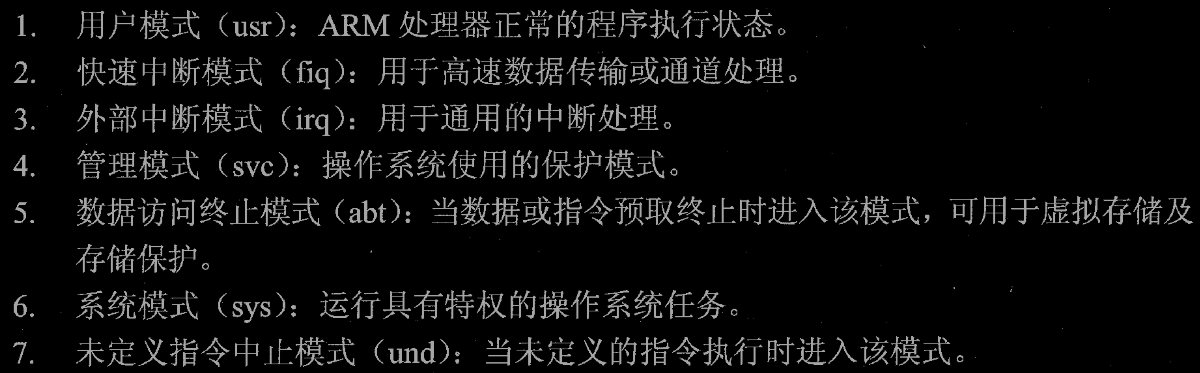 1. 用户模式（usr）：ARM 处理器正常的程序执行状态。
2. 快速中断模式（fiq）：用于高速数据传输或通道处理。
3. 外部中断模式（irq）：用于通用的中断处理。
4. 管理模式（svc）：操作系统使用的保护模式。
5. 数据访问终止模式（abt）：当数据或指令预取终止时进入该模式，可用于虚拟存储及
存储保护。
6. 系统模式（sys）：运行具有特权的操作系统任务。
7. 未定义指令中止模式（und）：当未定义的指令执行时进入该模式。